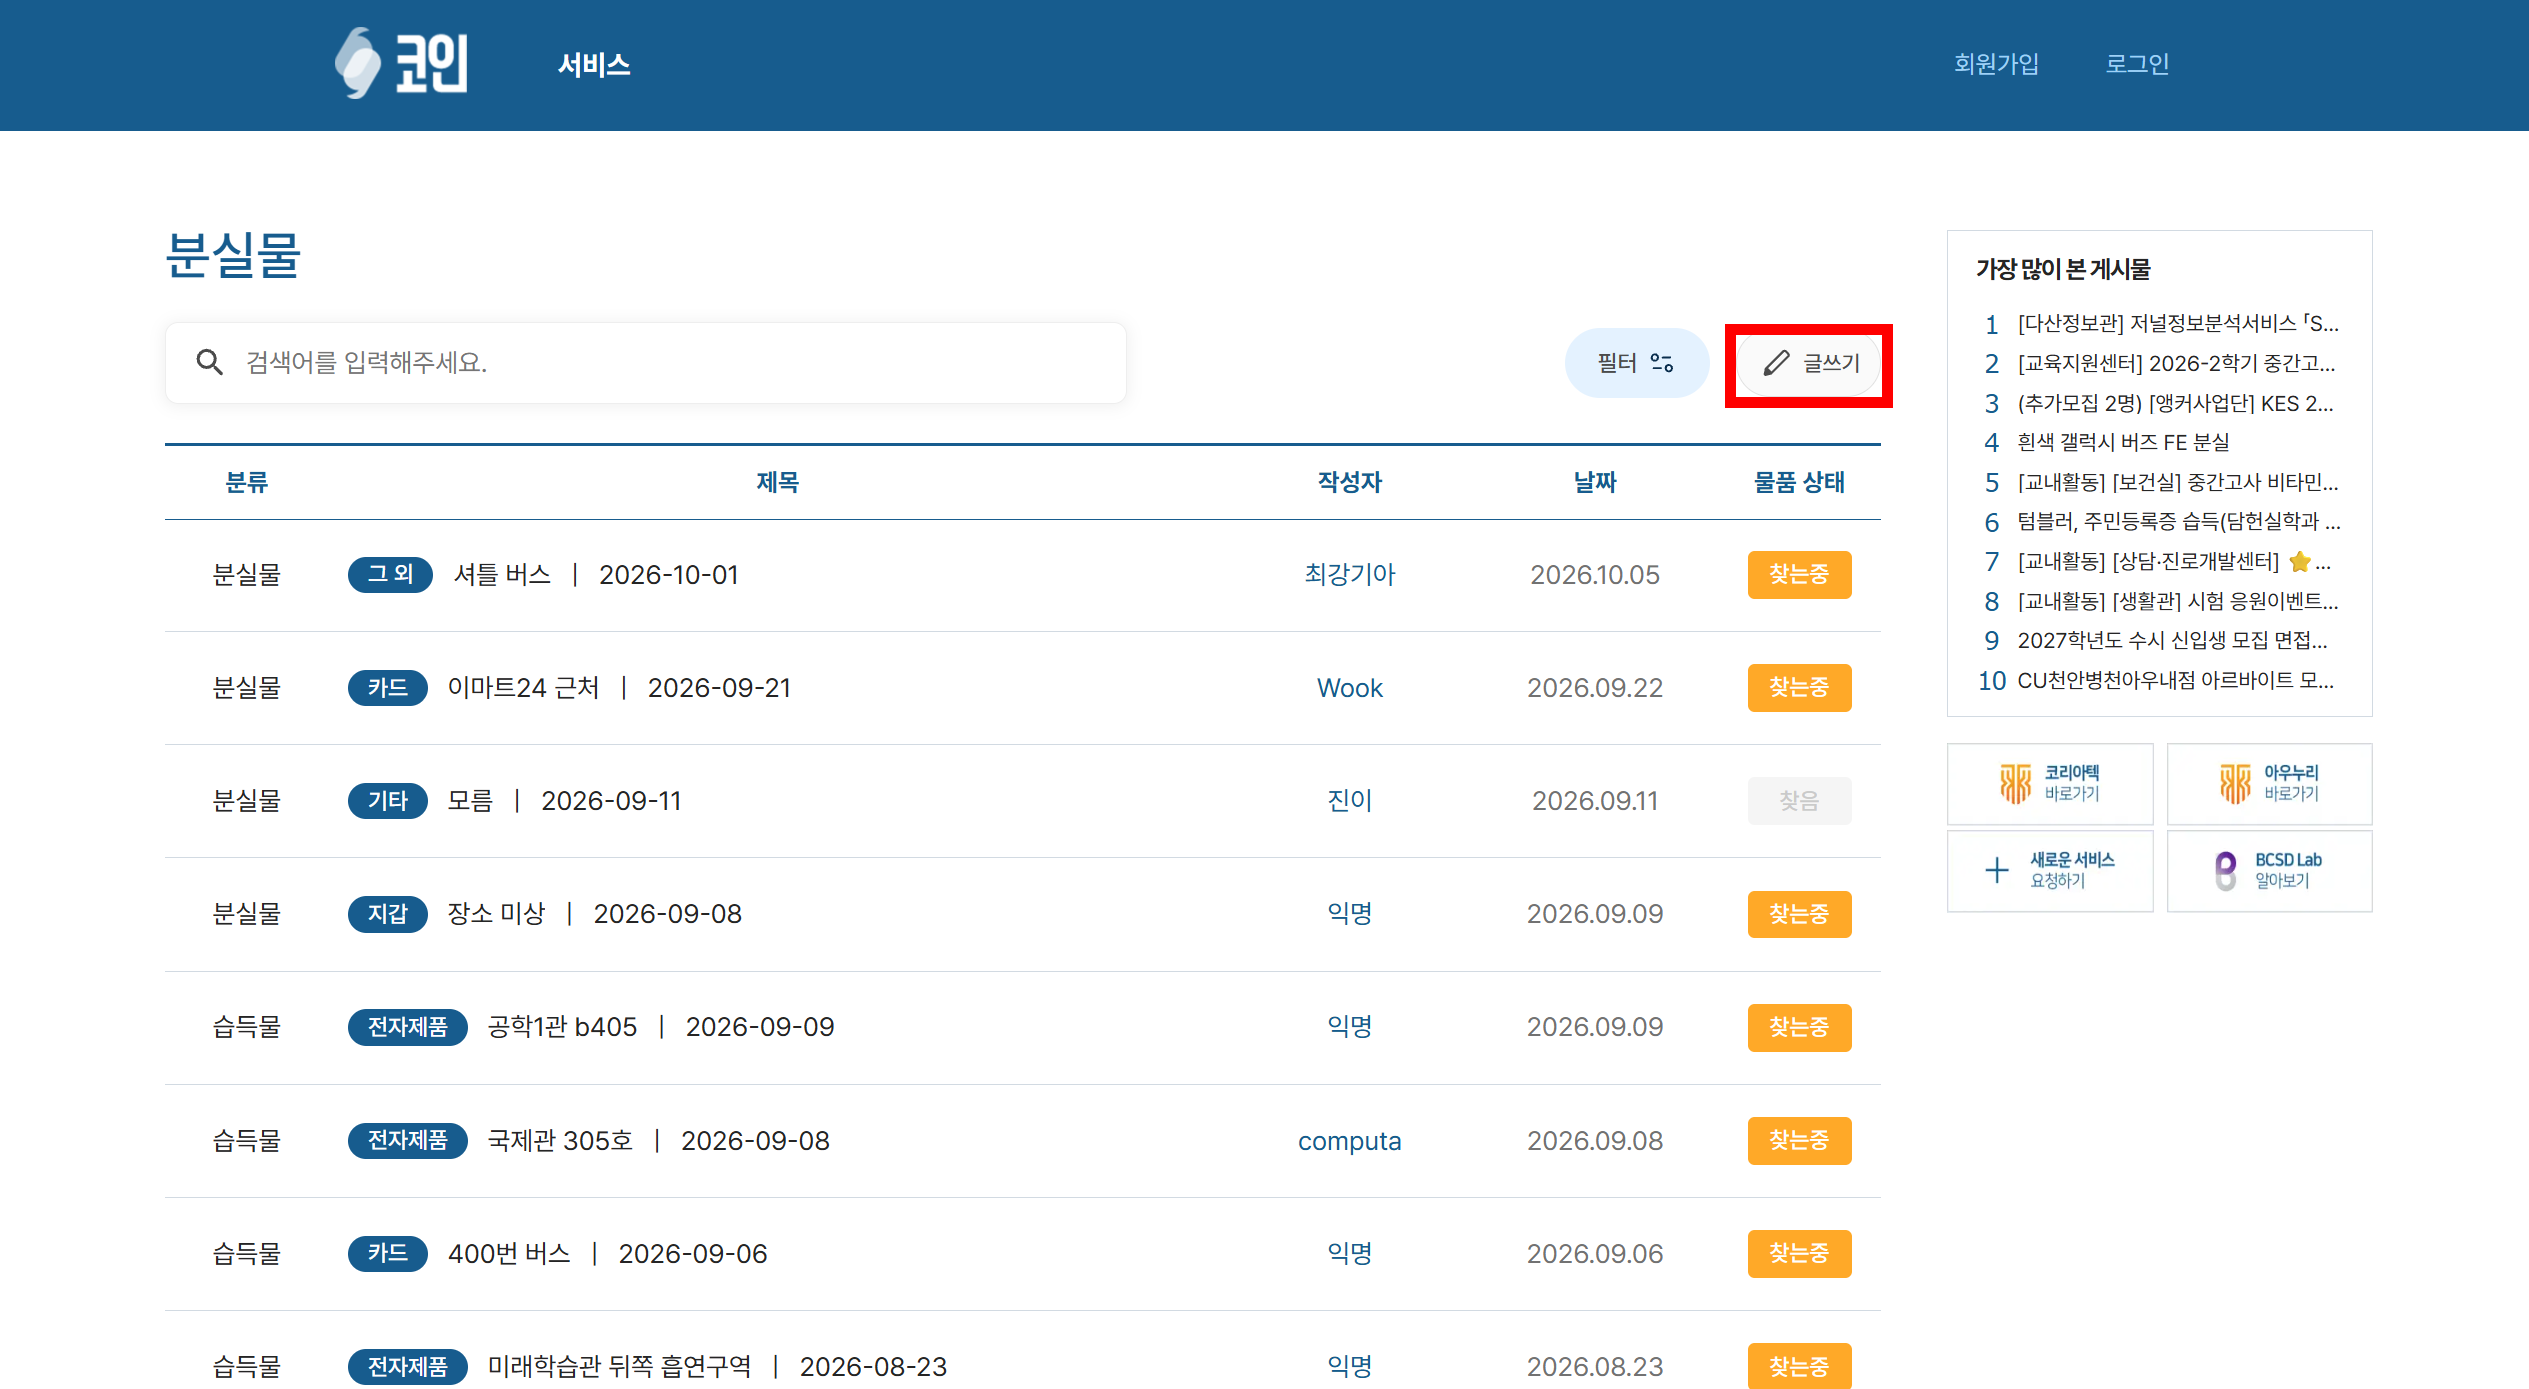 코인
서비스
회원가입
로그인
분실물
검색어를 입력해주세요.
필터
글쓰기
분류 제목 작성자 날짜 물품 상태
분실물 그 외 셔틀 버스 | 2026-10-01 최강기아 2026.10.05 찾는중
분실물 카드 이마트24 근처 | 2026-09-21 Wook 2026.09.22 찾는중
분실물 기타 모름 | 2026-09-11 진이 2026.09.11 찾음
분실물 지갑 장소 미상 | 2026-09-08 익명 2026.09.09 찾는중
습득물 전자제품 공학1관 b405 | 2026-09-09 익명 2026.09.09 찾는중
습득물 전자제품 국제관 305호 | 2026-09-08 computa 2026.09.08 찾는중
습득물 카드 400번 버스 | 2026-09-06 익명 2026.09.06 찾는중
습득물 전자제품 미래학습관 뒤쪽 흡연구역 | 2026-08-23 익명 2026.08.23 찾는중
가장 많이 본 게시물
1 [다산정보관] 저널정보분석서비스 「S...
2 [교육지원센터] 2026-2학기 중간고...
3 (추가모집 2명) [앵커사업단] KES 2...
4 흰색 갤럭시 버즈 FE 분실
5 [교내활동] [보건실] 중간고사 비타민...
6 텀블러, 주민등록증 습득(담헌실학과 ...
7 [교내활동] [상담·진로개발센터] ⭐...
8 [교내활동] [생활관] 시험 응원이벤트...
9 2027학년도 수시 신입생 모집 면접...
10 CU천안병천아우내점 아르바이트 모...
코리아텍
바로가기
아우누리
바로가기
새로운 서비스
요청하기
BCSD Lab
알아보기